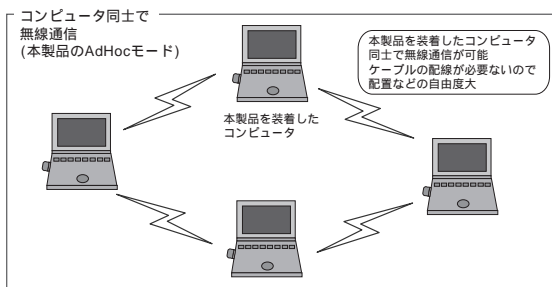 コンピュータ同士で
無線通信
(本製品のAdHocモード)
本製品を装着したコンピュータ
同士で無線通信が可能
ケーブルの配線が必要ないので
配置などの自由度大
本製品を装着した
コンピュータ